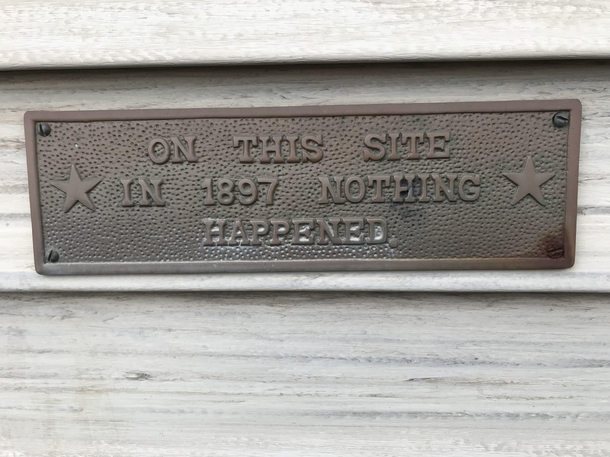 ON THIS SITE
IN 1897 NOTHING
HAPPENED.